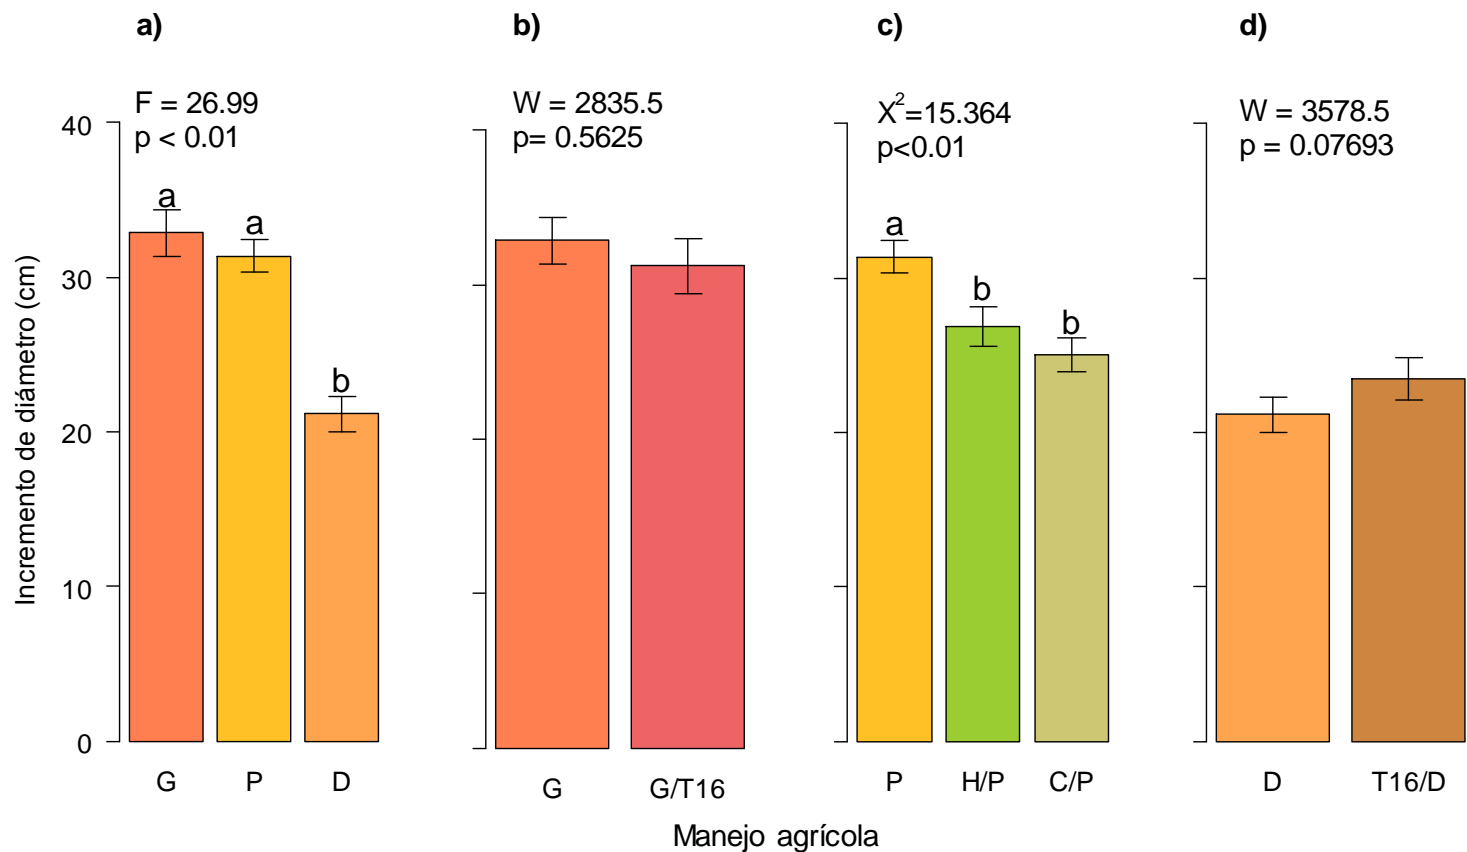 a)
b)
c)
d)
F = 26.99
p < 0.01
W = 2835.5
p= 0.5625
X²=15.364
p<0.01
W = 3578.5
p = 0.07693
Incremento de diámetro (cm)
40
30
20
10
0
a
a
b
a
b
b
G
P
D
G
G/T16
P
H/P
C/P
D
T16/D
Manejo agrícola